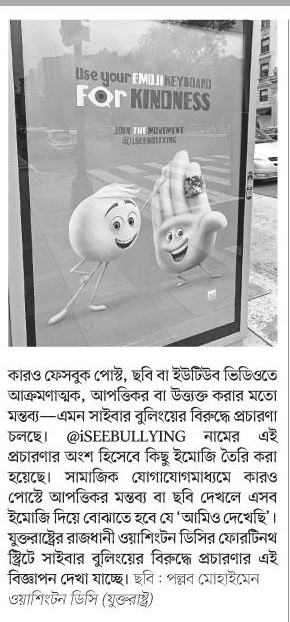 Use your EMOJI KEYBOARD
FOR KINDNESS
JOIN THE MOVEMENT
@ISEEBULLYING
কারও ফেসবুক পোস্ট, ছবি বা ইউটিউব ভিডিওতে
আক্রমণাত্মক, আপত্তিকর বা উত্ত্যক্ত করার মতো
মন্তব্য—এমন সাইবার বুলিংয়ের বিরুদ্ধে প্রচারণা
চলছে। @iSEEBULLYING নামের এই
প্রচারণার অংশ হিসেবে কিছু ইমোজি তৈরি করা
হয়েছে। সামাজিক যোগাযোগমাধ্যমে কারও
পোস্টে আপত্তিকর মন্তব্য বা ছবি দেখলে এসব
ইমোজি দিয়ে বোঝাতে হবে যে ‘আমিও দেখেছি’।
যুক্তরাষ্ট্রের রাজধানী ওয়াশিংটন ডিসির ফোরটিনথ
স্ট্রিটে সাইবার বুলিংয়ের বিরুদ্ধে প্রচারণার এই
বিজ্ঞাপন দেখা যাচ্ছে। ছবি : পল্লব মোহাইমেন
ওয়াশিংটন ডিসি (যুক্তরাষ্ট্র)